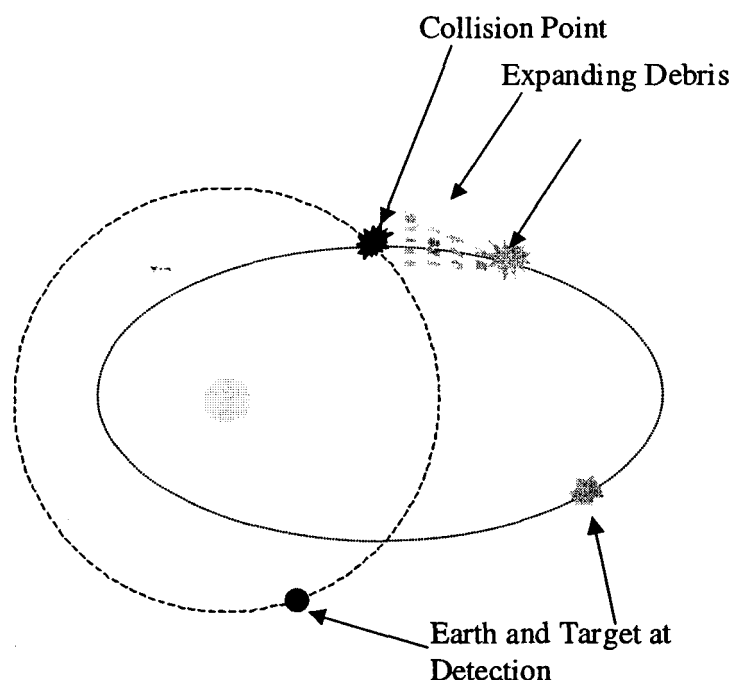 Collision Point
Expanding Debris
Earth and Target at
Detection